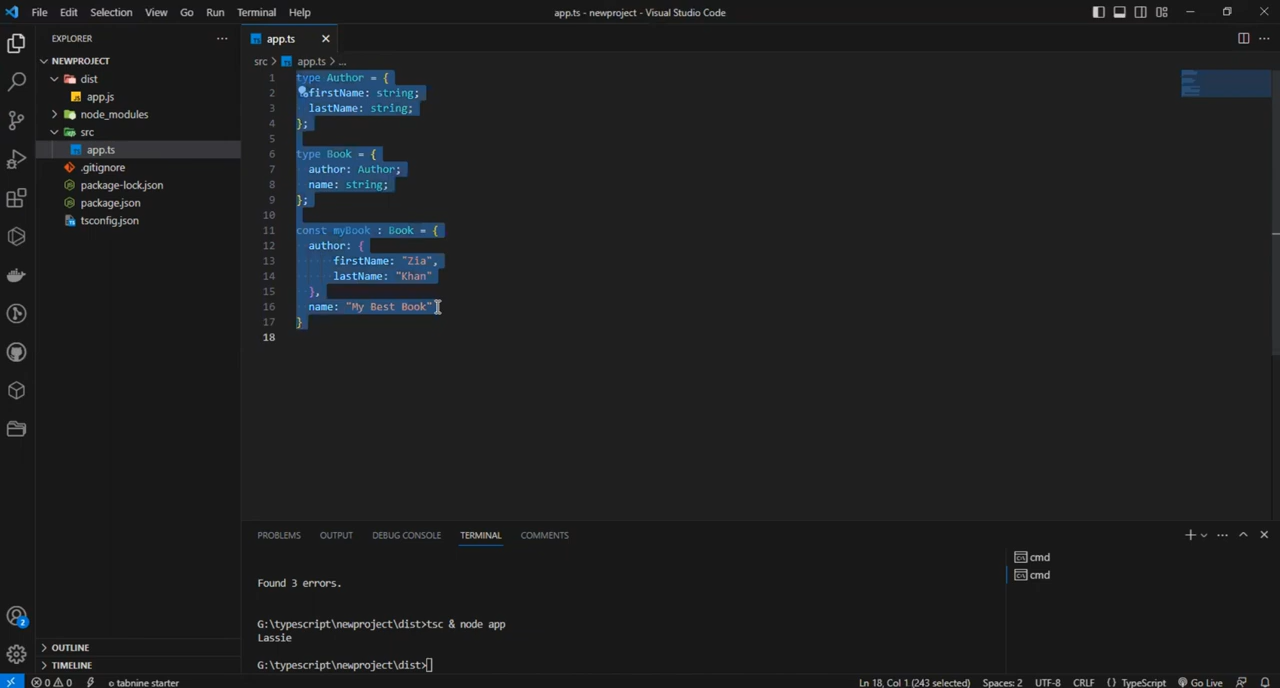 File Edit Selection View Go Run Terminal Help
app.ts - newproject - Visual Studio Code
EXPLORER
NEWPROJECT
dist
app.js
node_modules
src
app.ts
.gitignore
package-lock.json
package.json
tsconfig.json
OUTLINE
TIMELINE
app.ts
src > app.ts > ...
1 type Author = {
2 firstName: string;
3 lastName: string;
4 };
5
6 type Book = {
7 author: Author;
8 name: string;
9 };
10
11 const myBook : Book = {
12 author: {
13 firstName: "Zia",
14 lastName: "Khan"
15 },
16 name: "My Best Book"
17 }
18
PROBLEMS OUTPUT DEBUG CONSOLE TERMINAL COMMENTS
Found 3 errors.
G:\typescript\newproject\dist>tsc & node app
Lassie
G:\typescript\newproject\dist>
cmd
cmd
2
0 0 tabnine starter
Ln 18, Col 1 (243 selected) Spaces: 2 UTF-8 CRLF {} TypeScript Go Live